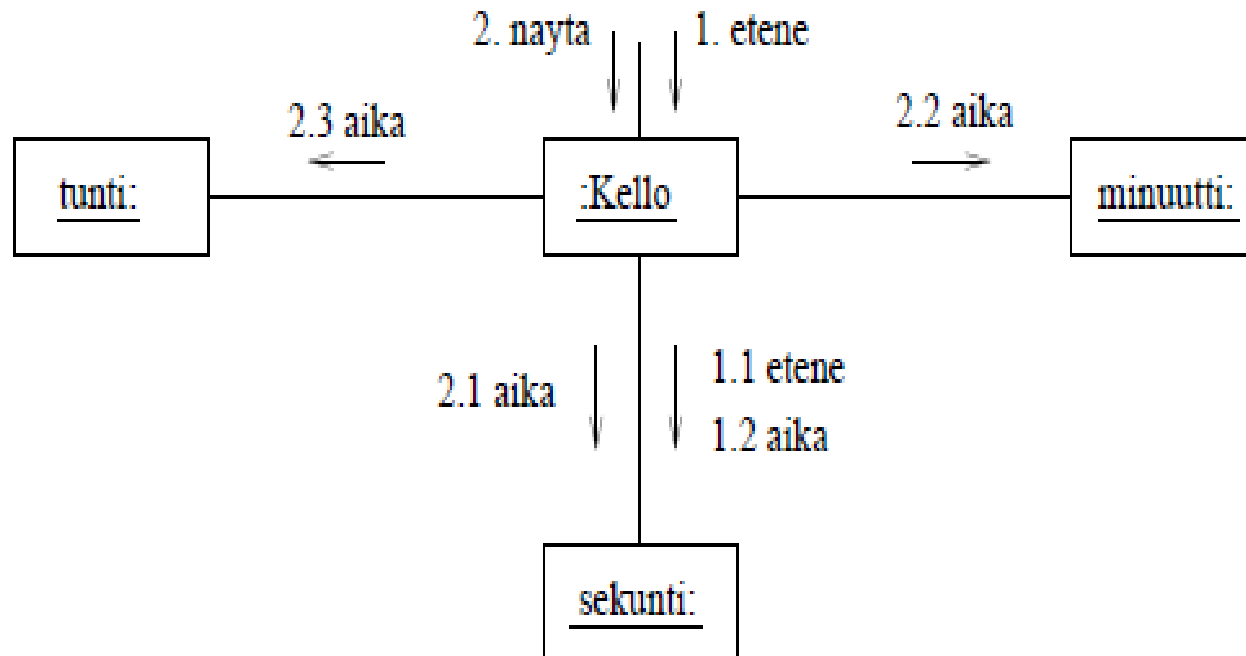 2. nayta
1. etene
2.3 aika
2.2 aika
tunti:
:Kello
minuutti:
2.1 aika
1.1 etene
1.2 aika
sekunti: